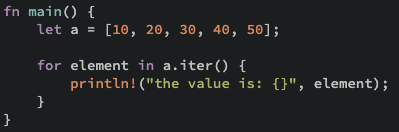 fn main() {
    let a = [10, 20, 30, 40, 50];

    for element in a.iter() {
        println!("the value is: {}", element);
    }
}